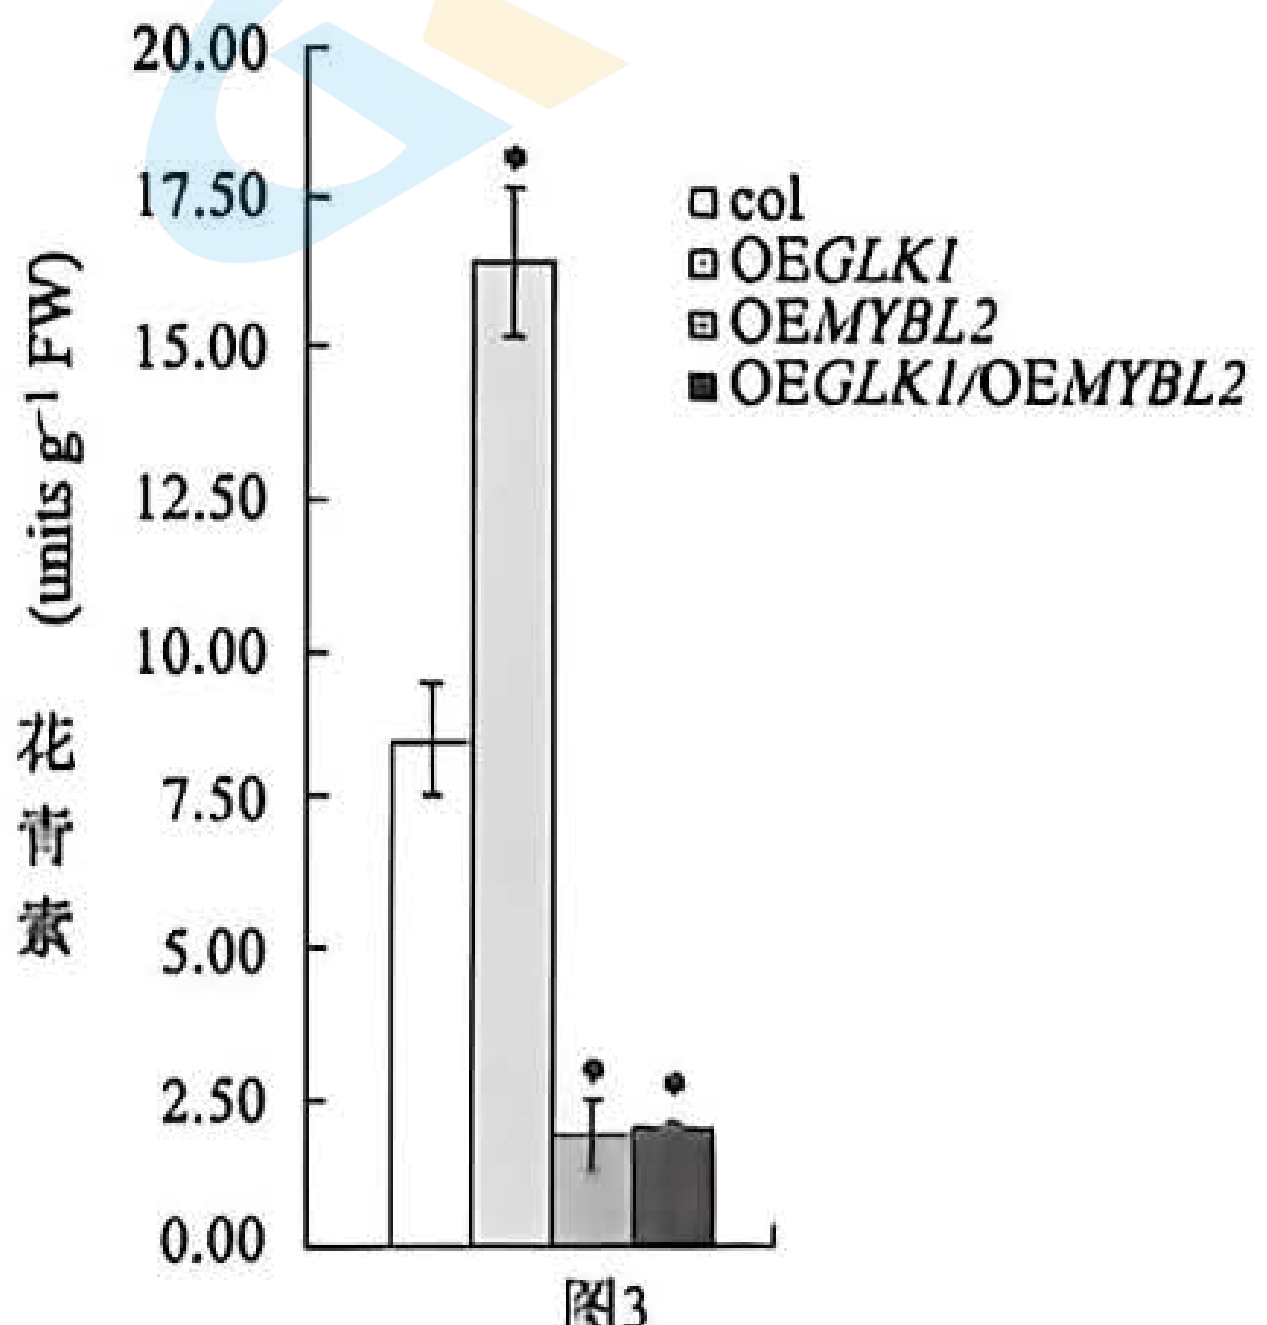 20.00
17.50
15.00
12.50
10.00
7.50
5.00
2.50
0.00
花青素 (units g⁻¹ FW)
col
OEGLK1
OEMYBL2
OEGLK1/OEMYBL2
图3